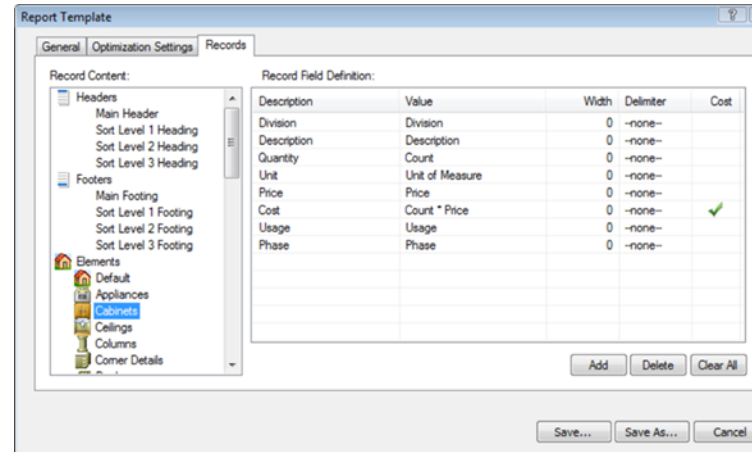 Report Template
General Optimization Settings Records
Record Content:
Headers
Main Header
Sort Level 1 Heading
Sort Level 2 Heading
Sort Level 3 Heading
Footers
Main Footing
Sort Level 1 Footing
Sort Level 2 Footing
Sort Level 3 Footing
Elements
Default
Appliances
Cabinets
Ceilings
Columns
Corner Details
Record Field Definition:
Description Value Width Delimiter Cost
Division Division 0 --none--
Description Description 0 --none--
Quantity Count 0 --none--
Unit Unit of Measure 0 --none--
Price Price 0 --none--
Cost Count * Price 0 --none--
Usage Usage 0 --none--
Phase Phase 0 --none--
Add Delete Clear All
Save... Save As... Cancel